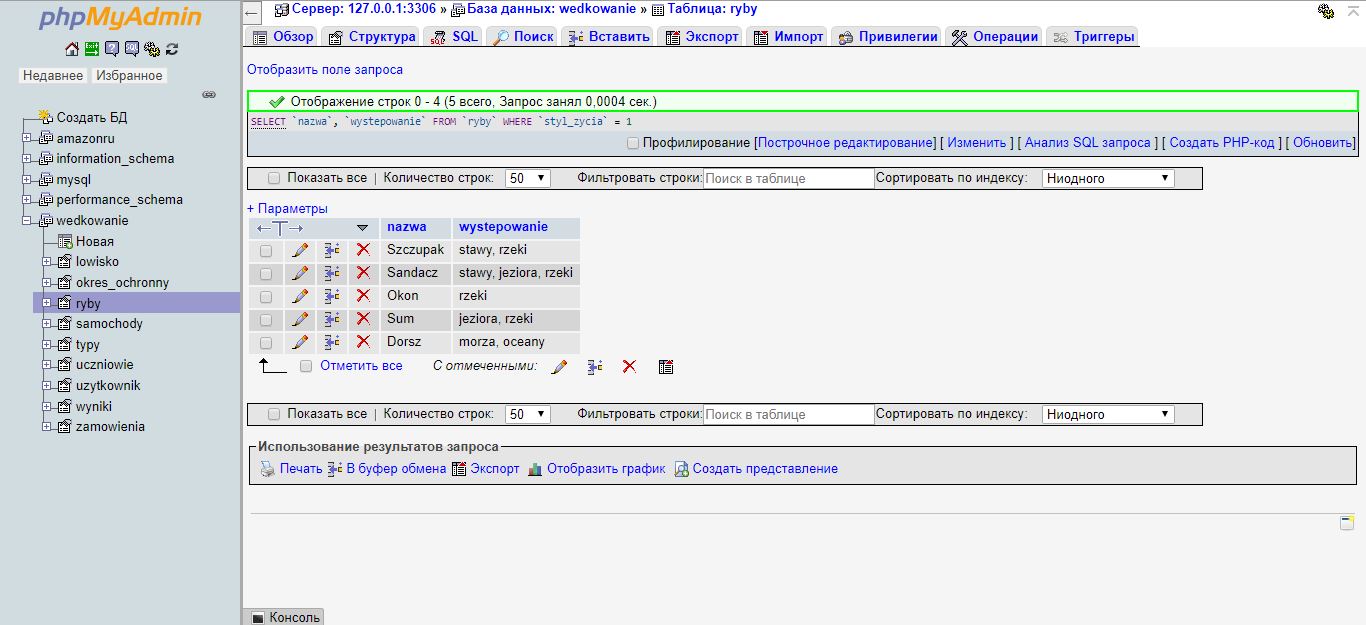 phpMyAdmin
Недавнее Избранное
Создать БД
amazonru
information_schema
mysql
performance_schema
wedkowanie
Новая
lowisko
okres_ochronny
ryby
samochody
typy
uczniowie
uzytkownik
wyniki
zamowienia
Сервер: 127.0.0.1:3306 » База данных: wedkowanie » Таблица: ryby
Обзор Структура SQL Поиск Вставить Экспорт Импорт Привилегии Операции Триггеры
Отобразить поле запроса
Отображение строк 0 - 4 (5 всего, Запрос занял 0,0004 сек.)
SELECT `nazwa`, `wystepowanie` FROM `ryby` WHERE `styl_zycia` = 1
Профилирование [Построчное редактирование] [ Изменить ] [ Анализ SQL запроса ] [ Создать PHP-код ] [ Обновить]
Показать все | Количество строк: 50 Фильтровать строки: Поиск в таблице Сортировать по индексу: Ниодного
+ Параметры
←T→ nazwa wystepowanie
Szczupak stawy, rzeki
Sandacz stawy, jeziora, rzeki
Okon rzeki
Sum jeziora, rzeki
Dorsz morza, oceany
Отметить все С отмеченными:
Показать все | Количество строк: 50 Фильтровать строки: Поиск в таблице Сортировать по индексу: Ниодного
Использование результатов запроса
Печать В буфер обмена Экспорт Отобразить график Создать представление
Консоль